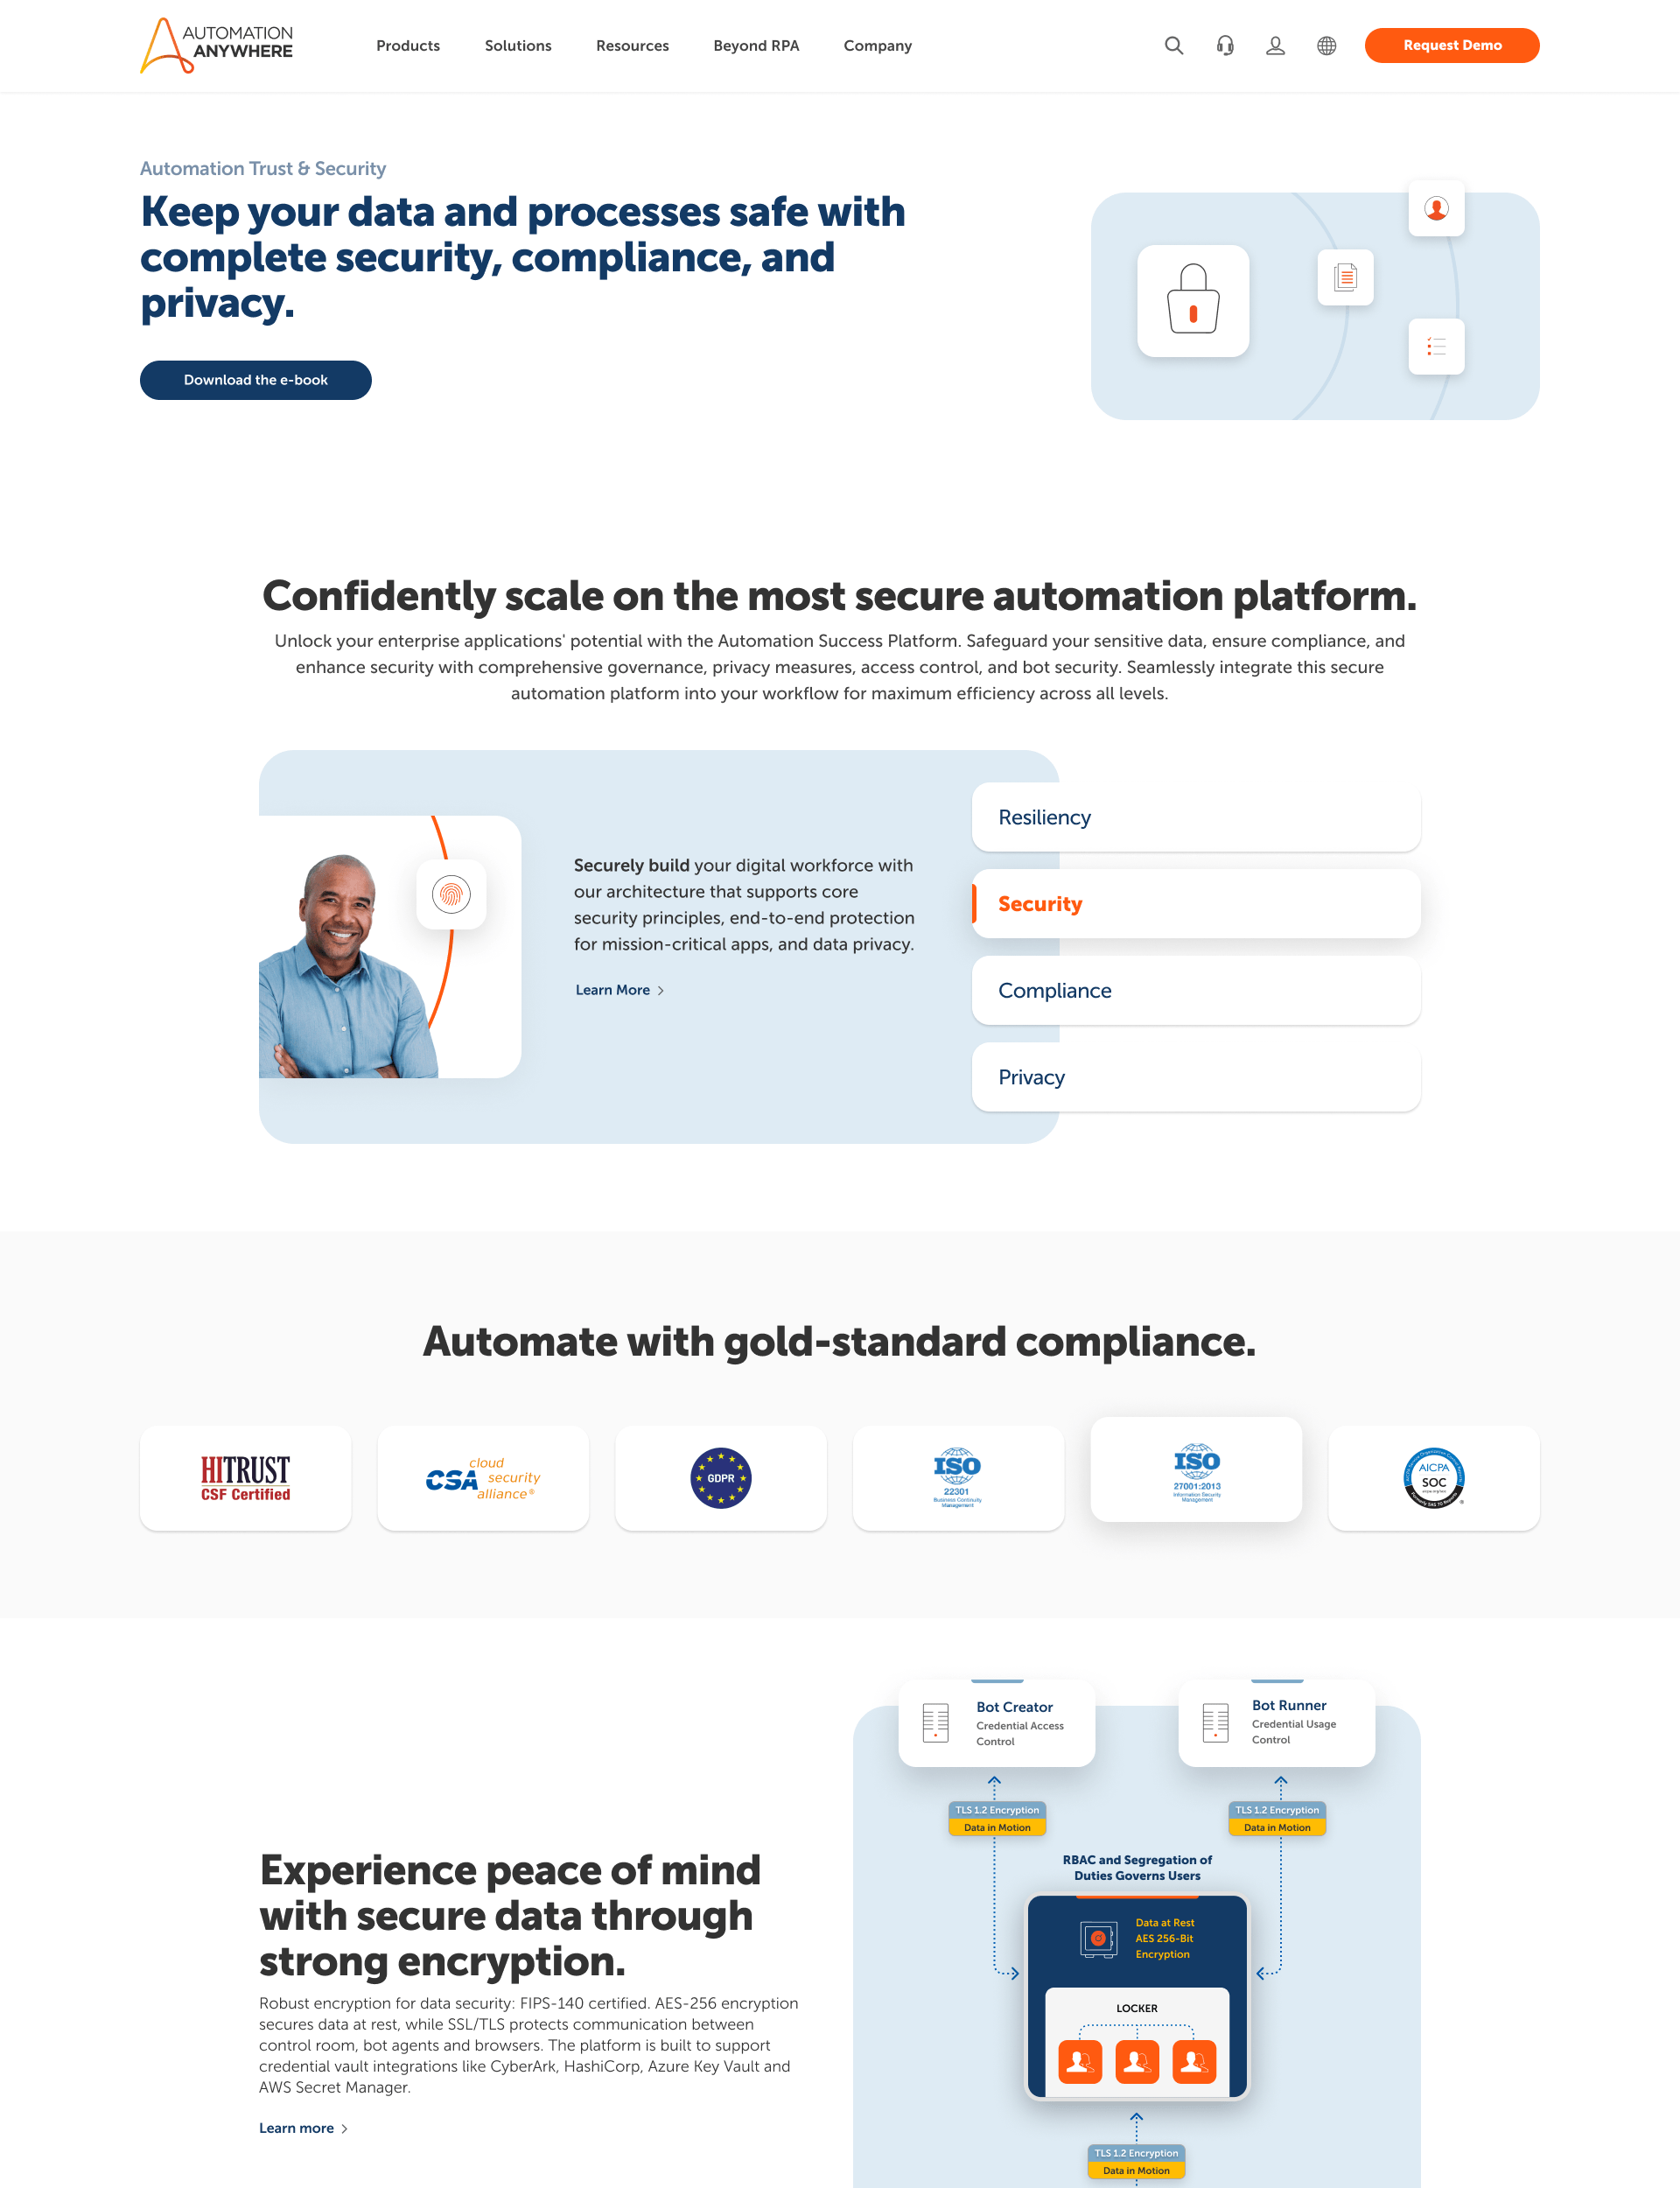 AUTOMATION
ANYWHERE
Products
Solutions
Resources
Beyond RPA
Company
Request Demo
Automation Trust & Security
Keep your data and processes safe with
complete security, compliance, and
privacy.
Download the e-book
Confidently scale on the most secure automation platform.
Unlock your enterprise applications' potential with the Automation Success Platform. Safeguard your sensitive data, ensure compliance, and
enhance security with comprehensive governance, privacy measures, access control, and bot security. Seamlessly integrate this secure
automation platform into your workflow for maximum efficiency across all levels.
Securely build your digital workforce with
our architecture that supports core
security principles, end-to-end protection
for mission-critical apps, and data privacy.
Learn More
Resiliency
Security
Compliance
Privacy
Automate with gold-standard compliance.
HITRUST
CSF Certified
CSA cloud
security
alliance®
GDPR
ISO
22301
Business Continuity
Management
ISO
27001:2013
Information Security
Management
AICPA
SOC
Experience peace of mind
with secure data through
strong encryption.
Robust encryption for data security: FIPS-140 certified. AES-256 encryption
secures data at rest, while SSL/TLS protects communication between
control room, bot agents and browsers. The platform is built to support
credential vault integrations like CyberArk, HashiCorp, Azure Key Vault and
AWS Secret Manager.
Learn more
Bot Creator
Credential Access
Control
Bot Runner
Credential Usage
Control
TLS 1.2 Encryption
Data in Motion
TLS 1.2 Encryption
Data in Motion
RBAC and Segregation of
Duties Governs Users
Data at Rest
AES 256-Bit
Encryption
LOCKER
TLS 1.2 Encryption
Data in Motion